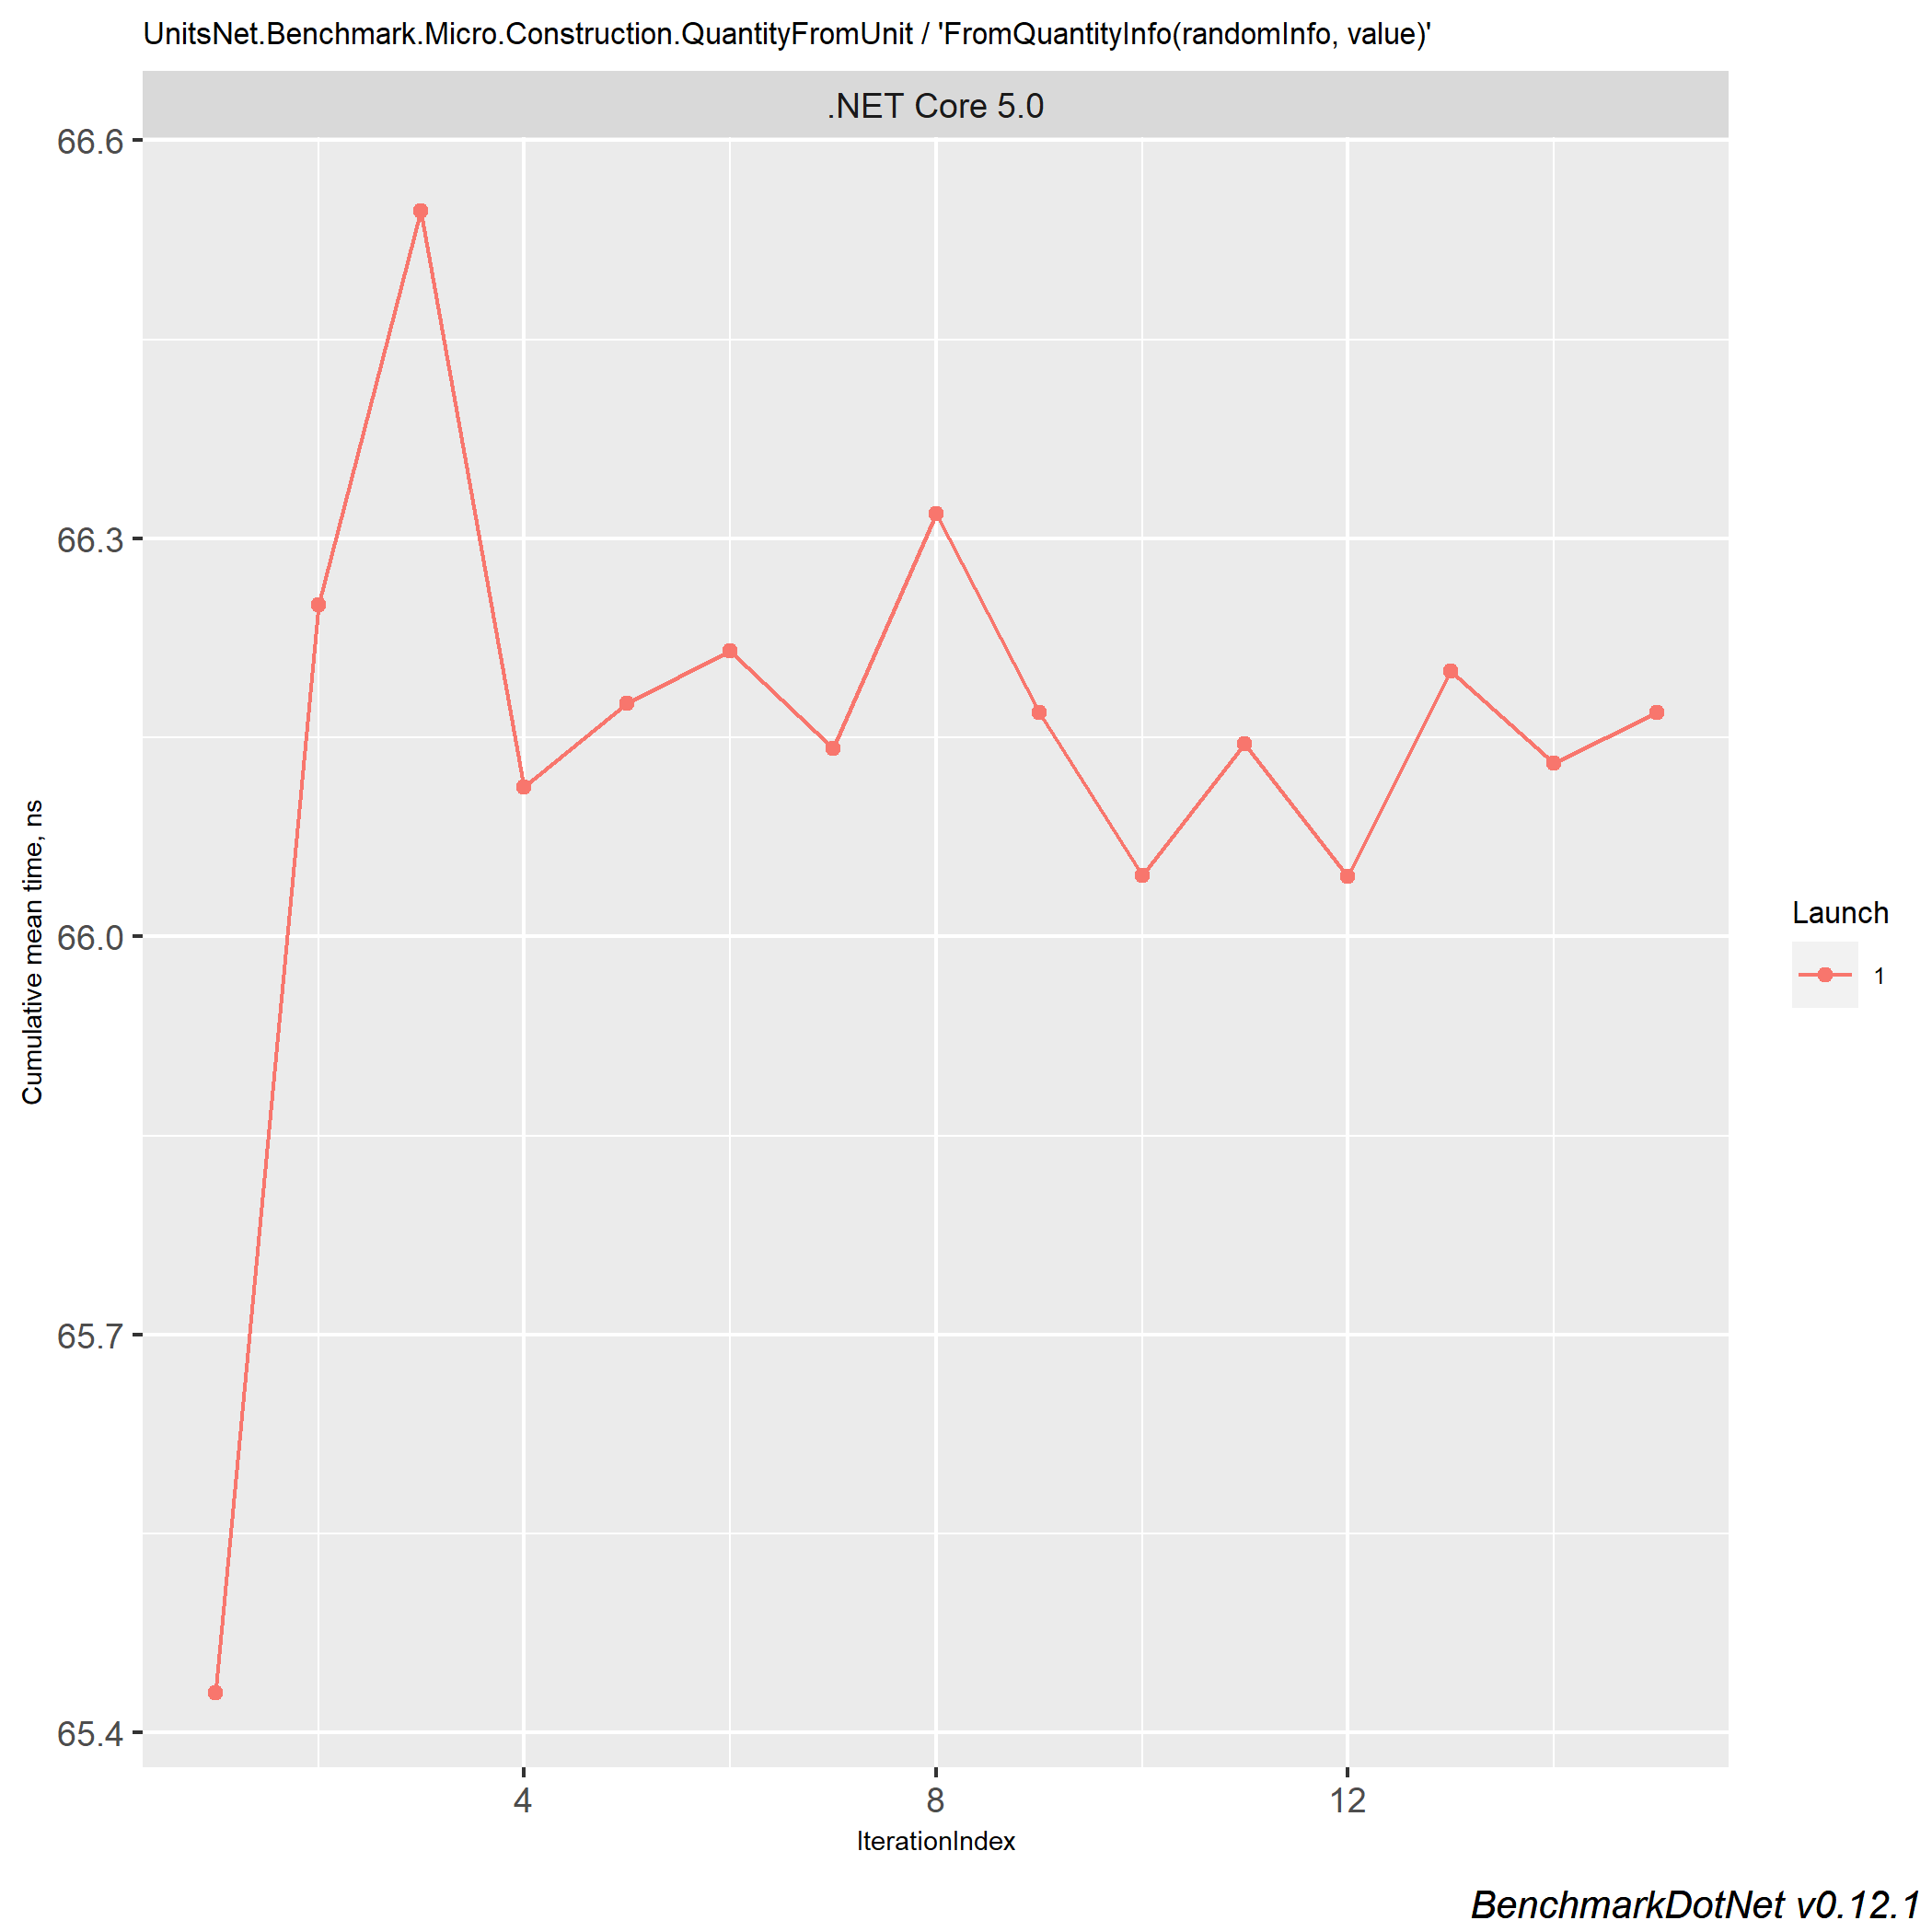 UnitsNet.Benchmark.Micro.Construction.QuantityFromUnit / 'FromQuantityInfo(randomInfo, value)'
.NET Core 5.0
66.6
66.3
66.0
65.7
65.4
Cumulative mean time, ns
4 8 12
IterationIndex
Launch
1
BenchmarkDotNet v0.12.1